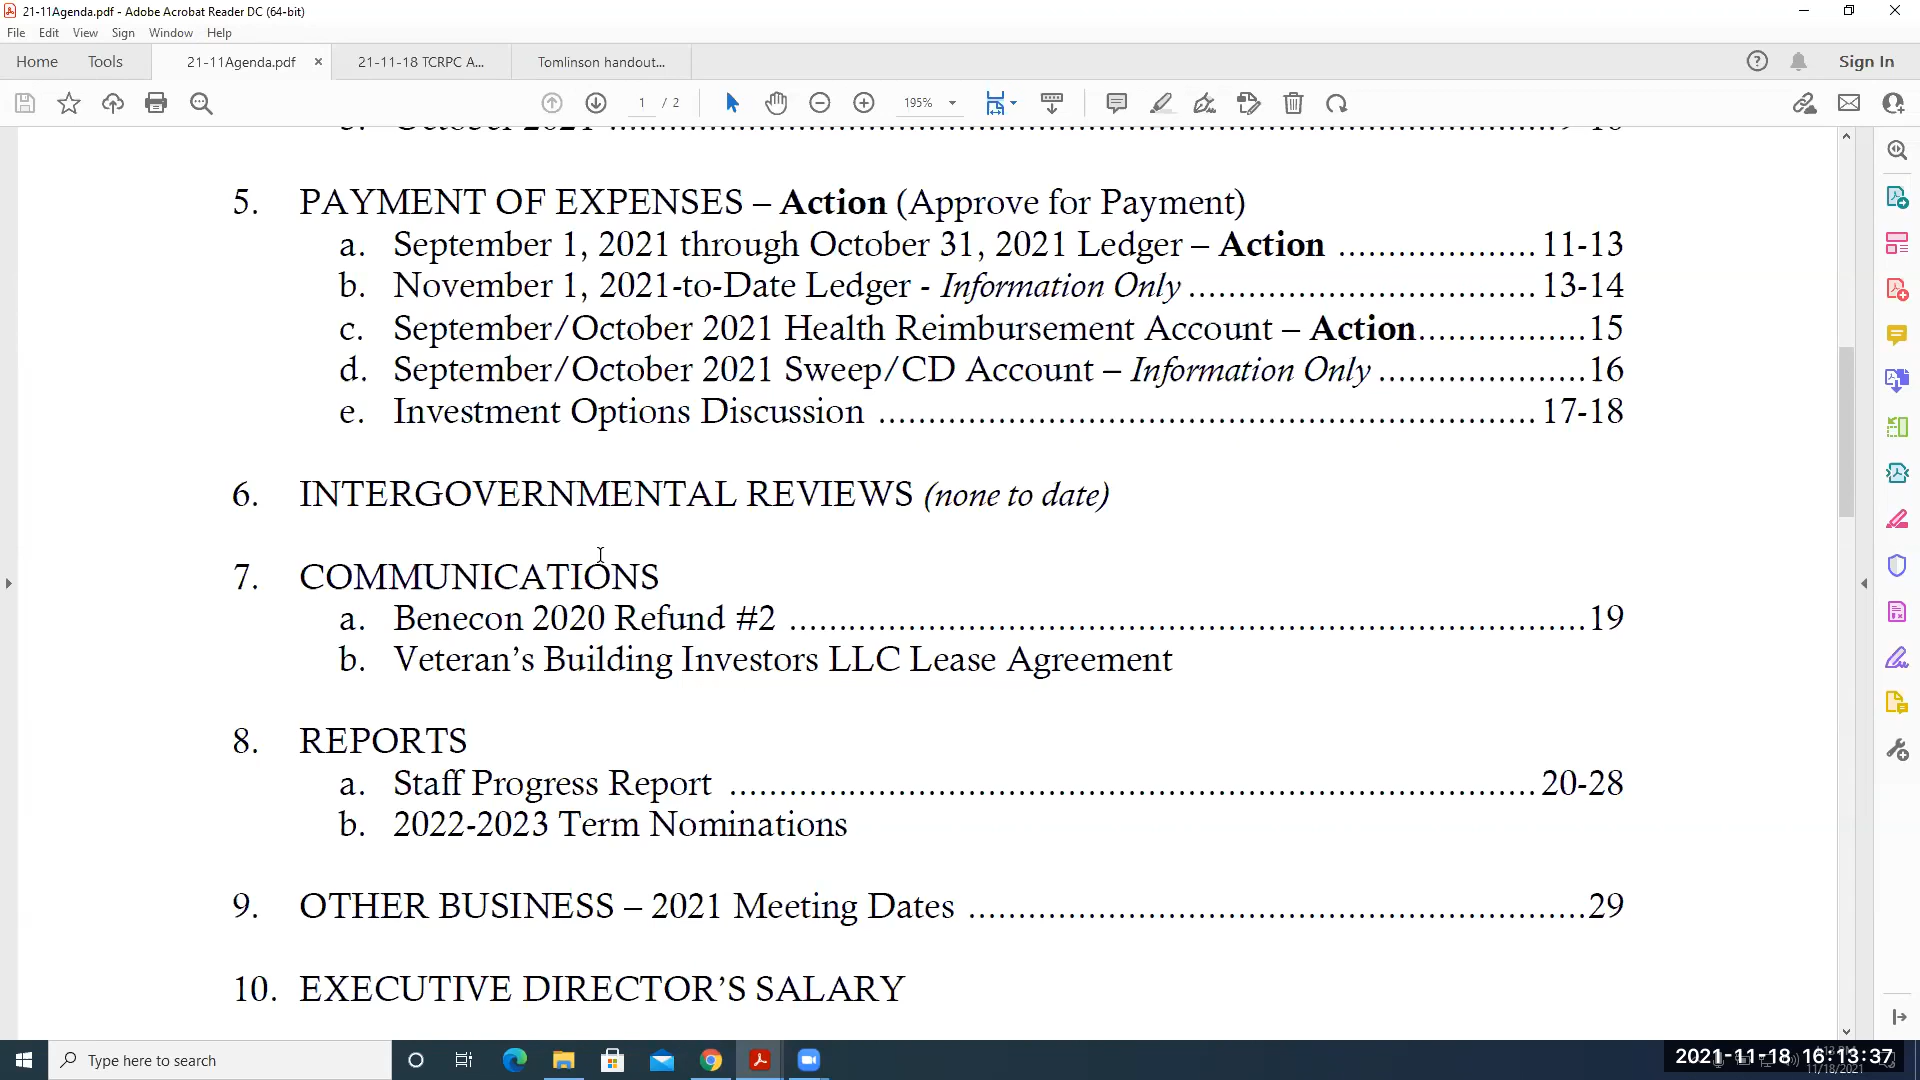 21-11Agenda.pdf - Adobe Acrobat Reader DC (64-bit)
File Edit View Sign Window Help
Home Tools 21-11Agenda.pdf × 21-11-18 TCRPC A... Tomlinson handout... Sign In
1 / 2 195%
5. PAYMENT OF EXPENSES – Action (Approve for Payment)
a. September 1, 2021 through October 31, 2021 Ledger – Action .................... 11-13
b. November 1, 2021-to-Date Ledger - Information Only ................................... 13-14
c. September/October 2021 Health Reimbursement Account – Action................. 15
d. September/October 2021 Sweep/CD Account – Information Only ..................... 16
e. Investment Options Discussion .................................................................. 17-18
6. INTERGOVERNMENTAL REVIEWS (none to date)
7. COMMUNICATIONS
a. Benecon 2020 Refund #2 ................................................................................ 19
b. Veteran’s Building Investors LLC Lease Agreement
8. REPORTS
a. Staff Progress Report ................................................................................. 20-28
b. 2022-2023 Term Nominations
9. OTHER BUSINESS – 2021 Meeting Dates .............................................................. 29
10. EXECUTIVE DIRECTOR’S SALARY
Type here to search
2021-11-18 16:13:37
11/18/2021